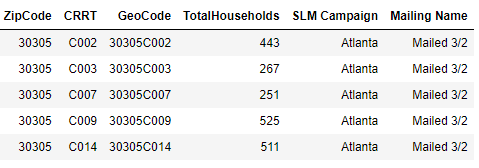 ZipCode CRRT GeoCode TotalHouseholds SLM Campaign Mailing Name
30305 C002 30305C002 443 Atlanta Mailed 3/2
30305 C003 30305C003 267 Atlanta Mailed 3/2
30305 C007 30305C007 251 Atlanta Mailed 3/2
30305 C009 30305C009 525 Atlanta Mailed 3/2
30305 C014 30305C014 511 Atlanta Mailed 3/2